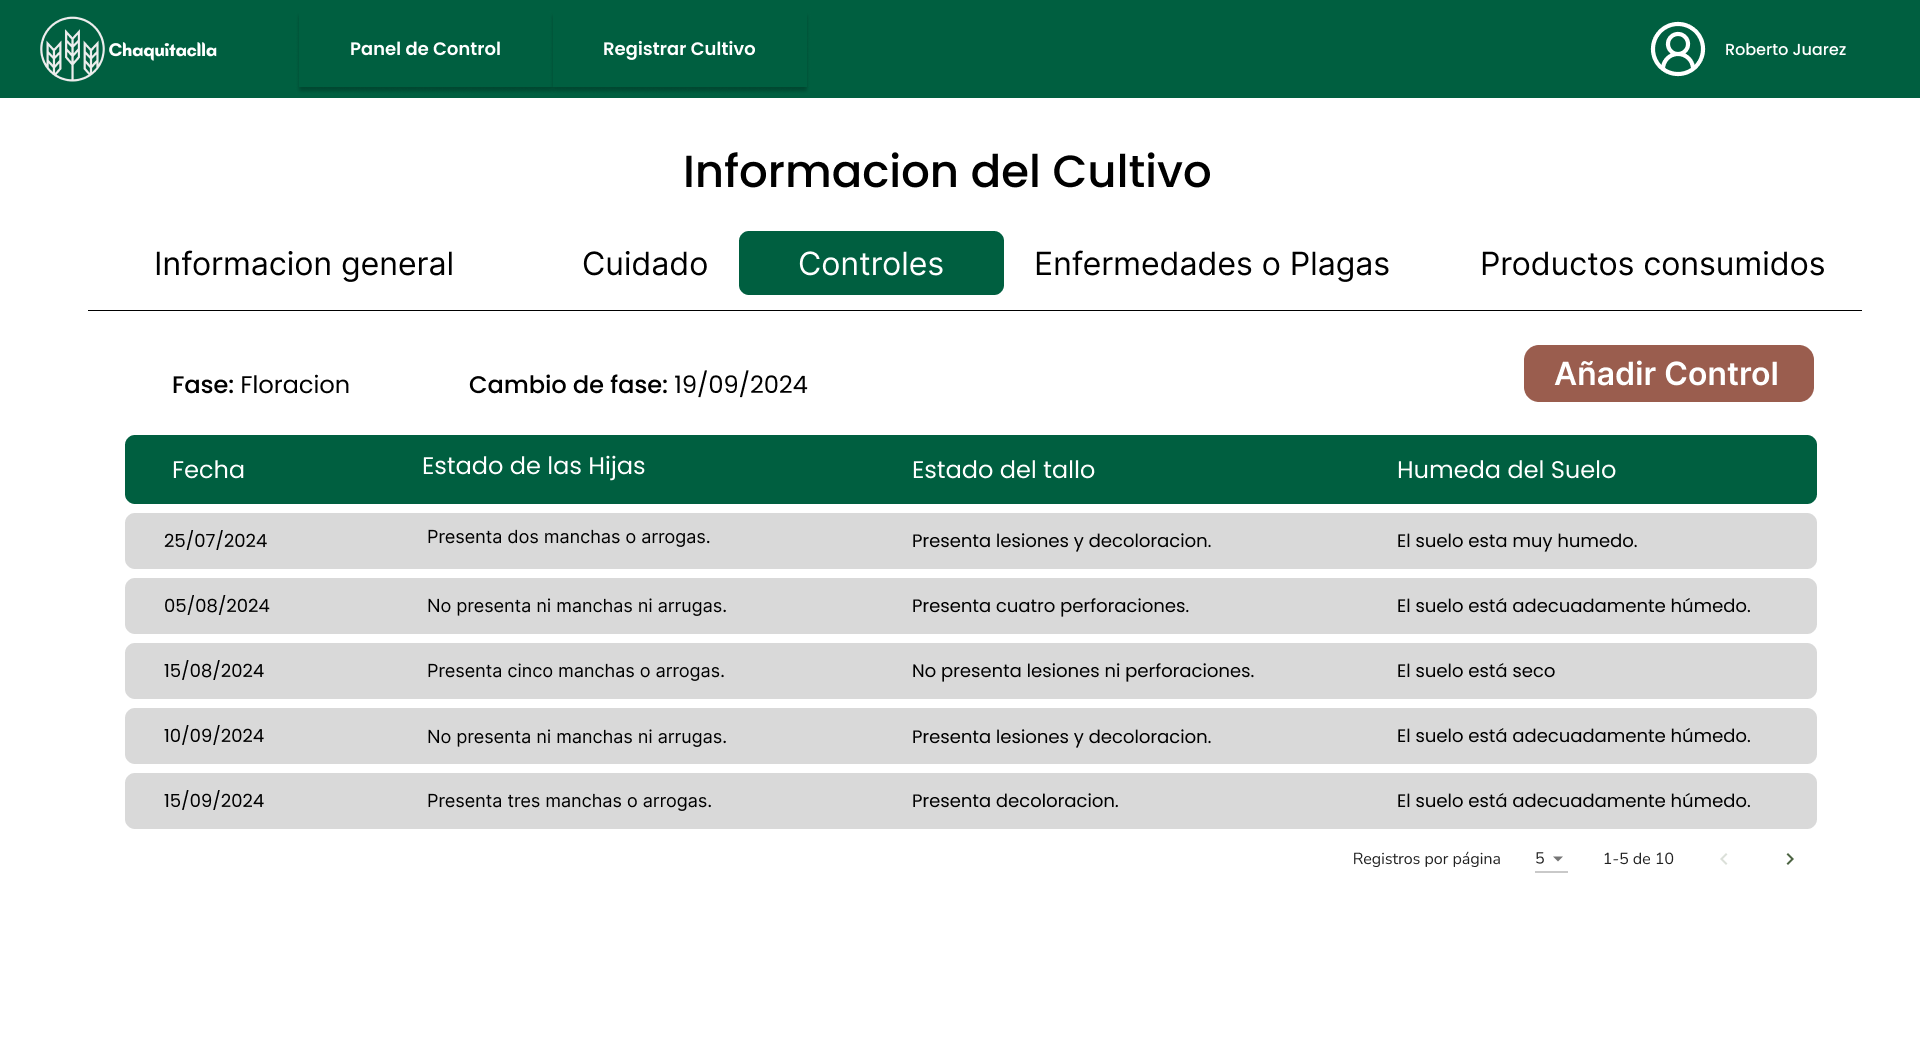 Chaquitaclla
Panel de Control
Registrar Cultivo
Roberto Juarez
Informacion del Cultivo
Informacion general
Cuidado
Controles
Enfermedades o Plagas
Productos consumidos
Fase: Floracion
Cambio de fase: 19/09/2024
Añadir Control
Fecha
Estado de las Hijas
Estado del tallo
Humeda del Suelo
25/07/2024
Presenta dos manchas o arrogas.
Presenta lesiones y decoloracion.
El suelo esta muy humedo.
05/08/2024
No presenta ni manchas ni arrugas.
Presenta cuatro perforaciones.
El suelo está adecuadamente húmedo.
15/08/2024
Presenta cinco manchas o arrogas.
No presenta lesiones ni perforaciones.
El suelo está seco
10/09/2024
No presenta ni manchas ni arrugas.
Presenta lesiones y decoloracion.
El suelo está adecuadamente húmedo.
15/09/2024
Presenta tres manchas o arrogas.
Presenta decoloracion.
El suelo está adecuadamente húmedo.
Registros por página
5
1-5 de 10